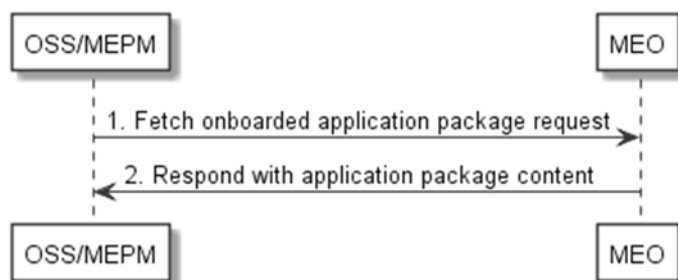 OSS/MEPM
MEO
1. Fetch onboarded application package request
2. Respond with application package content
OSS/MEPM
MEO